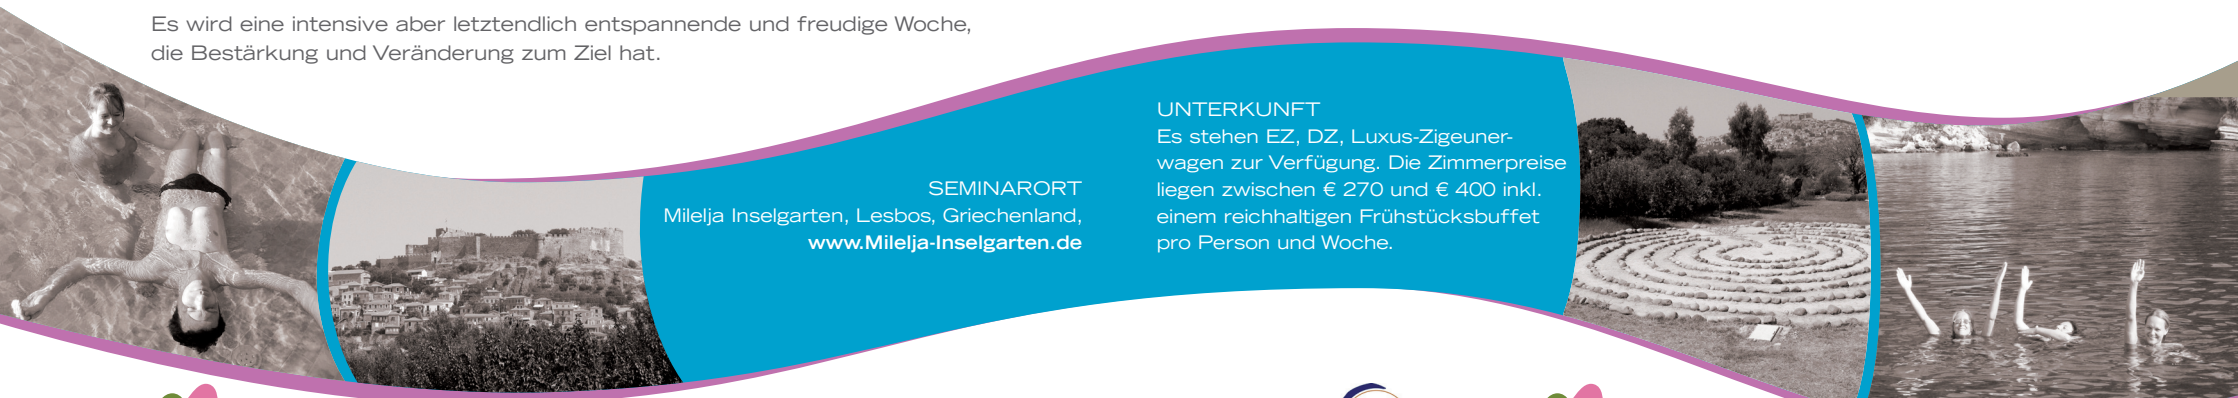 Es wird eine intensive aber letztendlich entspannende und freudige Woche,
die Bestärkung und Veränderung zum Ziel hat.
SEMINARORT
Milelja Inselgarten, Lesbos, Griechenland,
www.Milelja-Inselgarten.de
UNTERKUNFT
Es stehen EZ, DZ, Luxus-Zigeuner-
wagen zur Verfügung. Die Zimmerpreise
liegen zwischen € 270 und € 400 inkl.
einem reichhaltigen Frühstücksbuffet
pro Person und Woche.